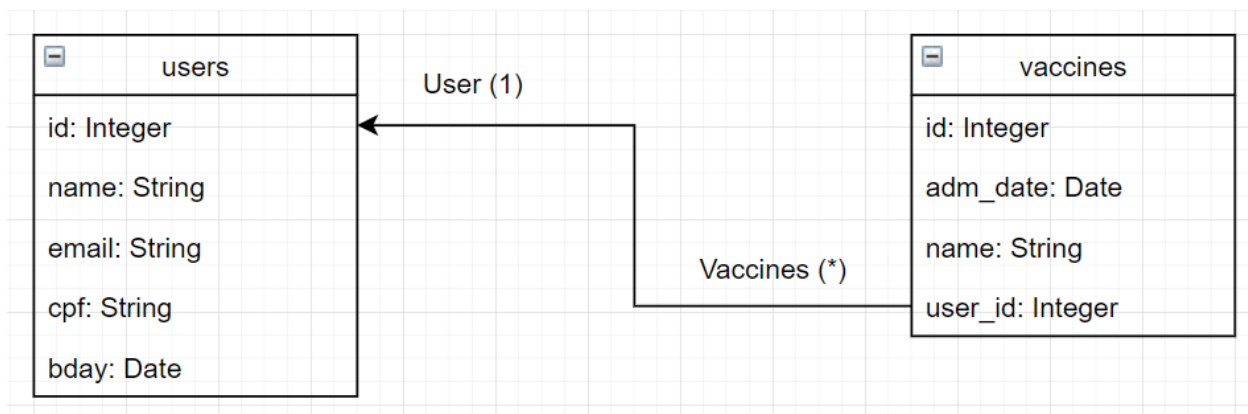 users
id: Integer
name: String
email: String
cpf: String
bday: Date
User (1)
Vaccines (*)
vaccines
id: Integer
adm_date: Date
name: String
user_id: Integer